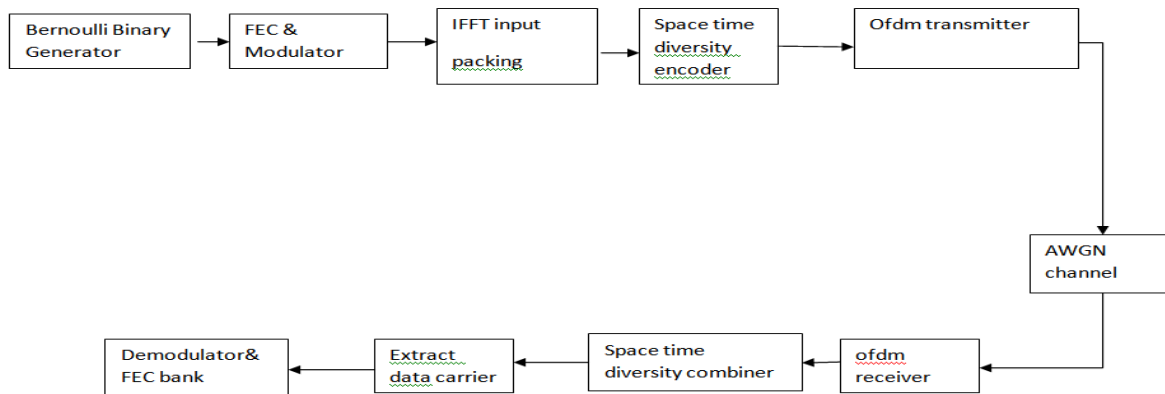 Bernoulli Binary
Generator
FEC &
Modulator
IFFT input
packing
Space time
diversity
encoder
Ofdm transmitter
AWGN
channel
ofdm
receiver
Space time
diversity combiner
Extract
data carrier
Demodulator&
FEC bank